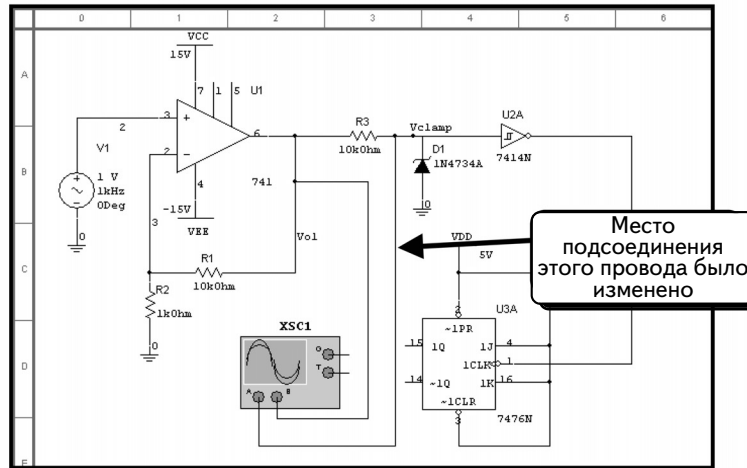 0 1 2 3 4 5 6
A
B
C
D
E
VCC
15V
7 1 5 U1
3
+
2
−
6
4
741
-15V
VEE
2
V1
1 V
1kHz
0Deg
0
3
R1
10kOhm
R2
1kOhm
0
Vol
R3
10kOhm
Vclamp
D1
1N4734A
0
U2A
7414N
Место
подсоединения
этого провода было
изменено
VDD
5V
XSC1
G
T
A B
2
U3A
~1PR
15 1Q 1J 4
1CLK 1
14 ~1Q 1K 16
~1CLR
3
7476N